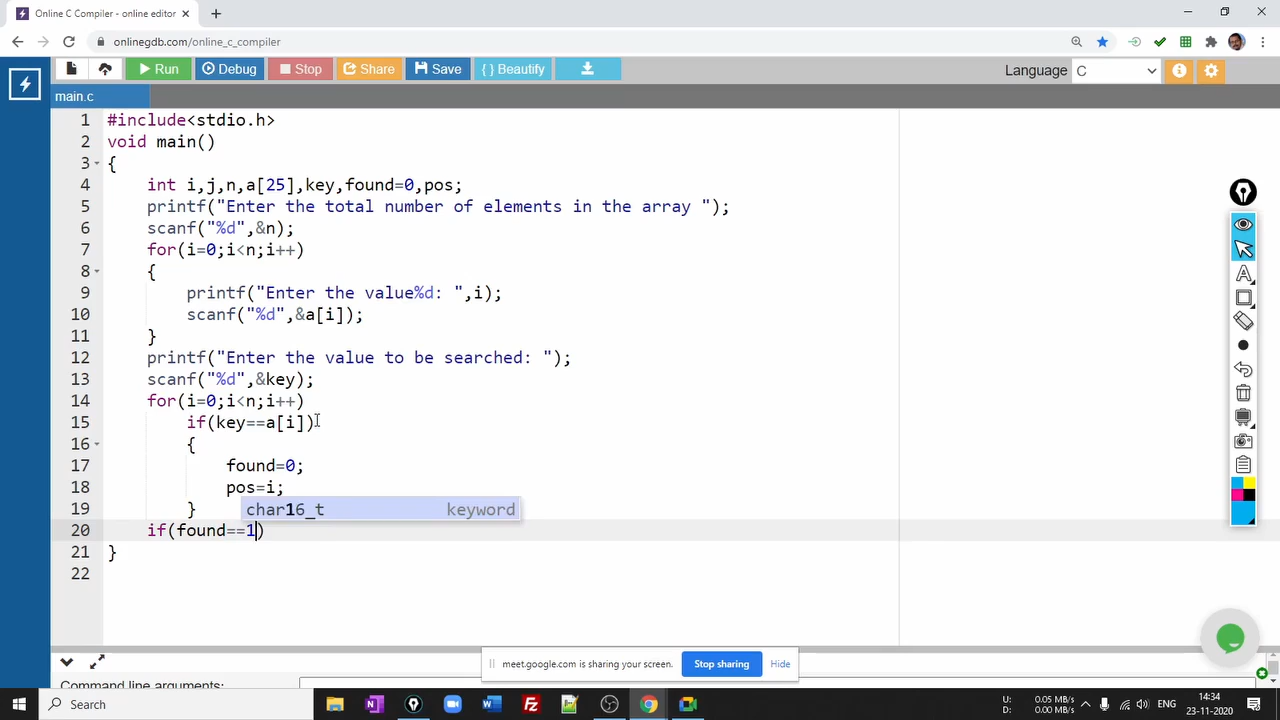 Online C Compiler - online editor
onlinegdb.com/online_c_compiler
Run Debug Stop Share Save { } Beautify Language C
main.c
1 #include<stdio.h>
2 void main()
3 {
4 int i,j,n,a[25],key,found=0,pos;
5 printf("Enter the total number of elements in the array ");
6 scanf("%d",&n);
7 for(i=0;i<n;i++)
8 {
9 printf("Enter the value%d: ",i);
10 scanf("%d",&a[i]);
11 }
12 printf("Enter the value to be searched: ");
13 scanf("%d",&key);
14 for(i=0;i<n;i++)
15 if(key==a[i])
16 {
17 found=0;
18 pos=i;
19 }
char16_t keyword
20 if(found==1)
21 }
22
meet.google.com is sharing your screen. Stop sharing Hide
Command line arguments:
Search
U: 0.05 MB/s
D: 0.00 MB/s
ENG
14:34
23-11-2020